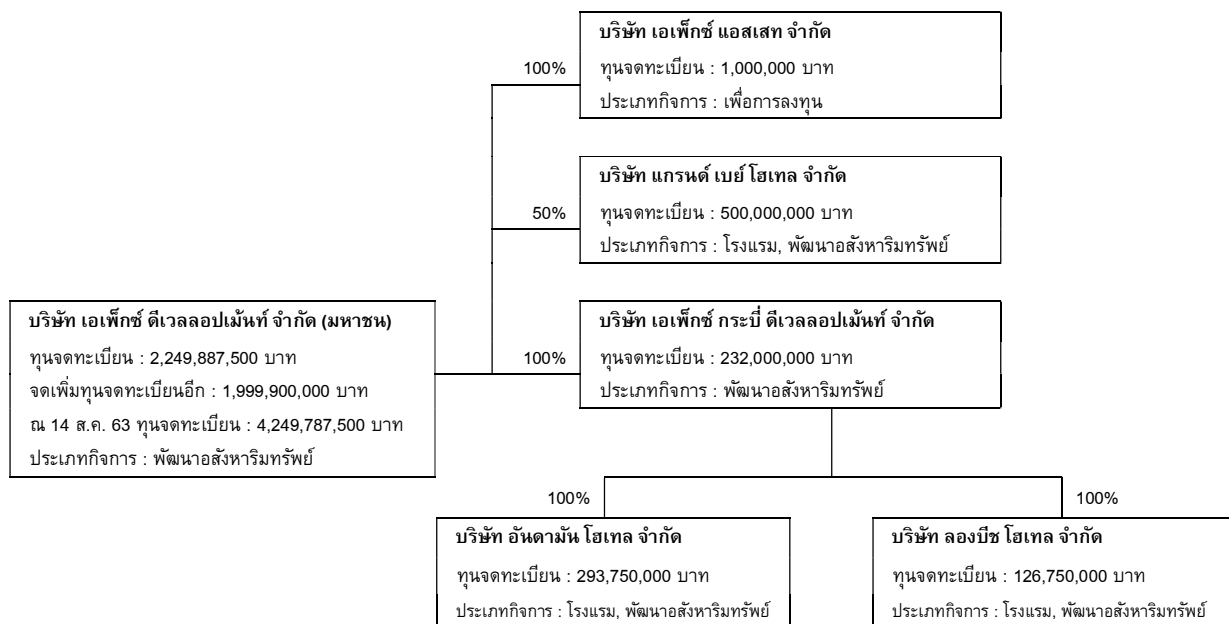 บริษัท เอเพ็กซ์ แอสเสท จำกัด
100%
ทุนจดทะเบียน : 1,000,000 บาท
ประเภทกิจการ : เพื่อการลงทุน
บริษัท แกรนด์ เบย์ โฮเทล จำกัด
50%
ทุนจดทะเบียน : 500,000,000 บาท
ประเภทกิจการ : โรงแรม, พัฒนาอสังหาริมทรัพย์
บริษัท เอเพ็กซ์ ดีเวลลอปเม้นท์ จำกัด (มหาชน)
ทุนจดทะเบียน : 2,249,887,500 บาท
จดเพิ่มทุนจดทะเบียนอีก : 1,999,900,000 บาท
ณ 14 ส.ค. 63 ทุนจดทะเบียน : 4,249,787,500 บาท
ประเภทกิจการ : พัฒนาอสังหาริมทรัพย์
บริษัท เอเพ็กซ์ กระบี่ ดีเวลลอปเม้นท์ จำกัด
100%
ทุนจดทะเบียน : 232,000,000 บาท
ประเภทกิจการ : พัฒนาอสังหาริมทรัพย์
100%
บริษัท อันดามัน โฮเทล จำกัด
ทุนจดทะเบียน : 293,750,000 บาท
ประเภทกิจการ : โรงแรม, พัฒนาอสังหาริมทรัพย์
100%
บริษัท ลองบีช โฮเทล จำกัด
ทุนจดทะเบียน : 126,750,000 บาท
ประเภทกิจการ : โรงแรม, พัฒนาอสังหาริมทรัพย์